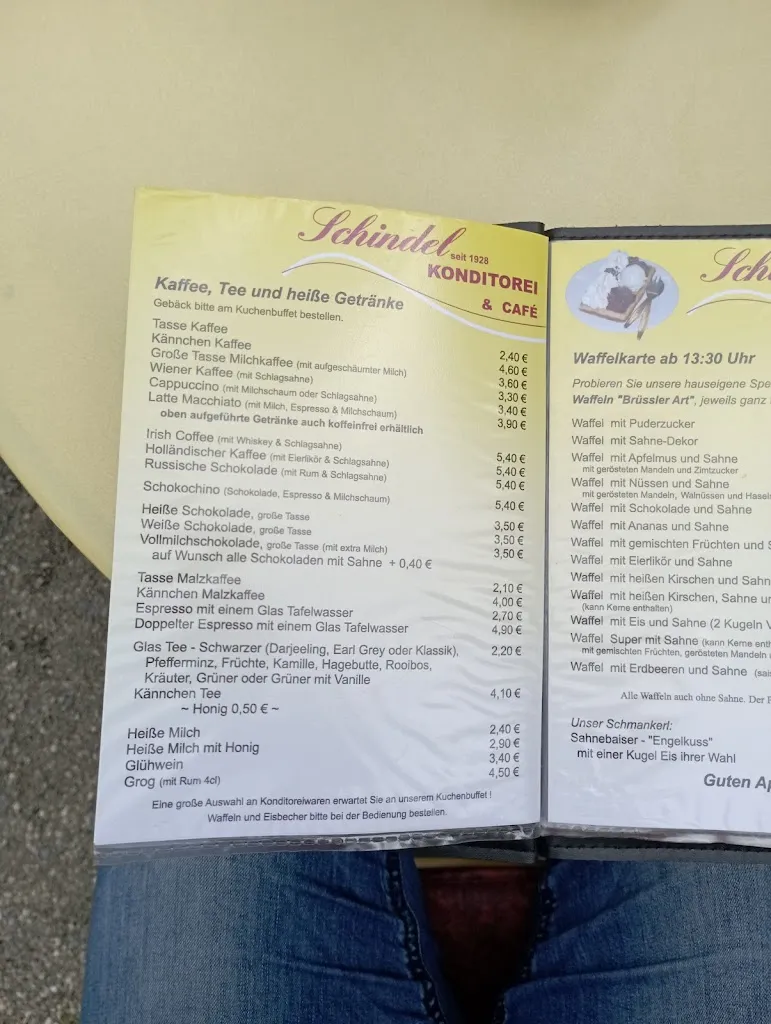 Schindel
seit 1928
KONDITOREI
& CAFÉ
Kaffee, Tee und heiße Getränke
Gebäck bitte am Kuchenbuffet bestellen.
Tasse Kaffee 2,40 €
Kännchen Kaffee 4,60 €
Große Tasse Milchkaffee (mit aufgeschäumter Milch) 3,60 €
Wiener Kaffee (mit Schlagsahne) 3,30 €
Cappuccino (mit Milchschaum oder Schlagsahne) 3,40 €
Latte Macchiato (mit Milch, Espresso & Milchschaum) 3,90 €
oben aufgeführte Getränke auch koffeinfrei erhältlich
Irish Coffee (mit Whiskey & Schlagsahne) 5,40 €
Holländischer Kaffee (mit Eierlikör & Schlagsahne) 5,40 €
Russische Schokolade (mit Rum & Schlagsahne) 5,40 €
Schokochino (Schokolade, Espresso & Milchschaum) 5,40 €
Heiße Schokolade, große Tasse 3,50 €
Weiße Schokolade, große Tasse 3,50 €
Vollmilchschokolade, große Tasse (mit extra Milch) 3,50 €
auf Wunsch alle Schokoladen mit Sahne + 0,40 €
Tasse Malzkaffee 2,10 €
Kännchen Malzkaffee 4,00 €
Espresso mit einem Glas Tafelwasser 2,70 €
Doppelter Espresso mit einem Glas Tafelwasser 4,90 €
Glas Tee - Schwarzer (Darjeeling, Earl Grey oder Klassik), 2,20 €
Pfefferminz, Früchte, Kamille, Hagebutte, Rooibos,
Kräuter, Grüner oder Grüner mit Vanille
Kännchen Tee 4,10 €
~ Honig 0,50 € ~
Heiße Milch 2,40 €
Heiße Milch mit Honig 2,90 €
Glühwein 3,40 €
Grog (mit Rum 4cl) 4,50 €
Eine große Auswahl an Konditoreiwaren erwartet Sie an unserem Kuchenbuffet !
Waffeln und Eisbecher bitte bei der Bedienung bestellen.
Waffelkarte ab 13:30 Uhr
Probieren Sie unsere hauseigene
Waffeln "Brüssler Art", jeweils ganz
Waffel mit Puderzucker
Waffel mit Sahne-Dekor
Waffel mit Apfelmus und Sahne
mit gerösteten Mandeln und Zimtzucker
Waffel mit Nüssen und Sahne
mit gerösteten Mandeln, Walnüssen und
Waffel mit Schokolade und Sahne
Waffel mit Ananas und Sahne
Waffel mit gemischten Früchten und
Waffel mit Eierlikör und Sahne
Waffel mit heißen Kirschen und
Waffel mit heißen Kirschen, Sahne
(kann Kerne enthalten)
Waffel mit Eis und Sahne (2 Kugeln
Waffel Super mit Sahne (kann Kerne
mit gemischten Früchten, gerösteten Mandeln
Waffel mit Erdbeeren und Sahne
Alle Waffeln auch ohne Sahne. Der
Unser Schmankerl:
Sahnebaiser - "Engelkuss"
mit einer Kugel Eis ihrer Wahl
Guten